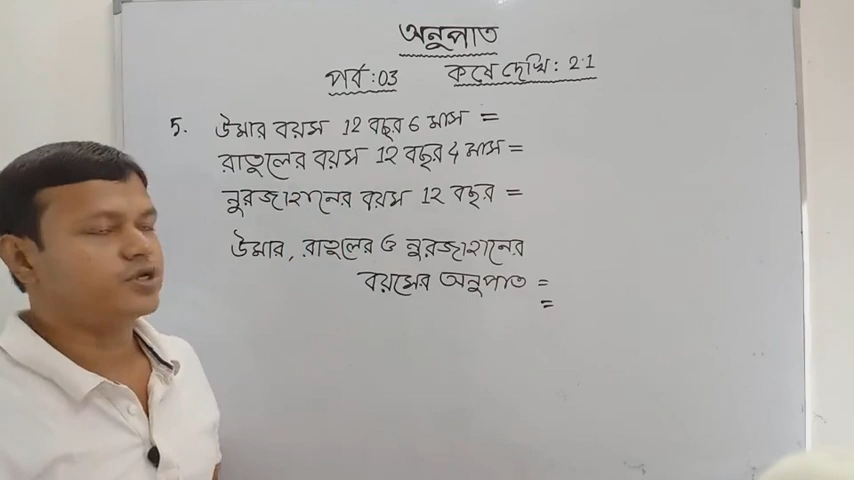 অনুপাত
পর্ব : 03 কষে দেখি : 2.1
5. উমার বয়স 12 বছর 6 মাস =
রাতুলের বয়স 12 বছর 4 মাস =
নুরজাহানের বয়স 12 বছর =
উমার, রাতুলের ও নুরজাহানের
বয়সের অনুপাত =
=